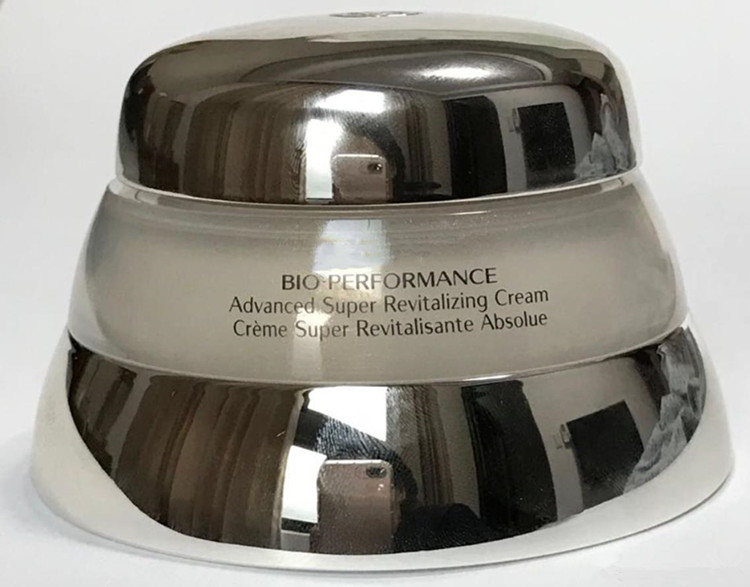 BIO-PERFORMANCE
Advanced Super Revitalizing Cream
Crème Super Revitalisante Absolue